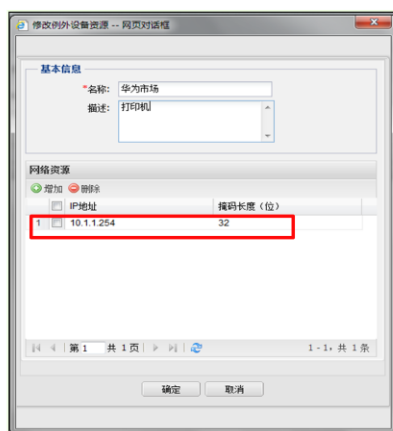 修改例外设备资源 -- 网页对话框
基本信息
*名称: 华为市场
描述: 打印机
网络资源
增加 删除
IP地址 掩码长度（位）
1 10.1.1.254 32
第 1 共 1 页 1 - 1，共 1 条
确定 取消